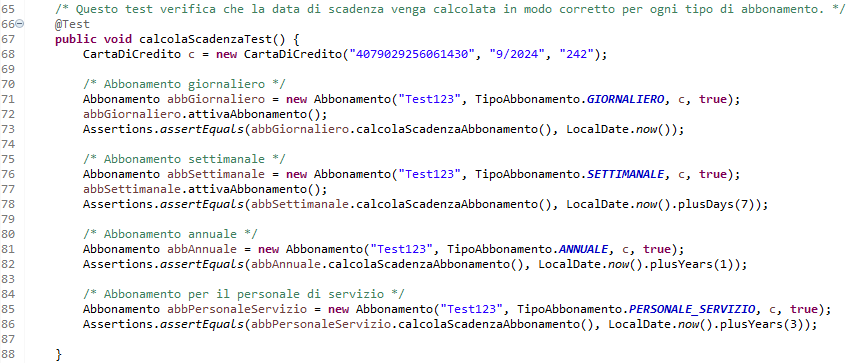 65 /* Questo test verifica che la data di scadenza venga calcolata in modo corretto per ogni tipo di abbonamento. */
66 @Test
67 public void calcolaScadenzaTest() {
68 CartaDiCredito c = new CartaDiCredito("4079029256061430", "9/2024", "242");
69
70 /* Abbonamento giornaliero */
71 Abbonamento abbGiornaliero = new Abbonamento("Test123", TipoAbbonamento.GIORNALIERO, c, true);
72 abbGiornaliero.attivaAbbonamento();
73 Assertions.assertEquals(abbGiornaliero.calcolaScadenzaAbbonamento(), LocalDate.now());
74
75 /* Abbonamento settimanale */
76 Abbonamento abbSettimanale = new Abbonamento("Test123", TipoAbbonamento.SETTIMANALE, c, true);
77 abbSettimanale.attivaAbbonamento();
78 Assertions.assertEquals(abbSettimanale.calcolaScadenzaAbbonamento(), LocalDate.now().plusDays(7));
79
80 /* Abbonamento annuale */
81 Abbonamento abbAnnuale = new Abbonamento("Test123", TipoAbbonamento.ANNUALE, c, true);
82 Assertions.assertEquals(abbAnnuale.calcolaScadenzaAbbonamento(), LocalDate.now().plusYears(1));
83
84 /* Abbonamento per il personale di servizio */
85 Abbonamento abbPersonaleServizio = new Abbonamento("Test123", TipoAbbonamento.PERSONALE_SERVIZIO, c, true);
86 Assertions.assertEquals(abbPersonaleServizio.calcolaScadenzaAbbonamento(), LocalDate.now().plusYears(3));
87
88 }